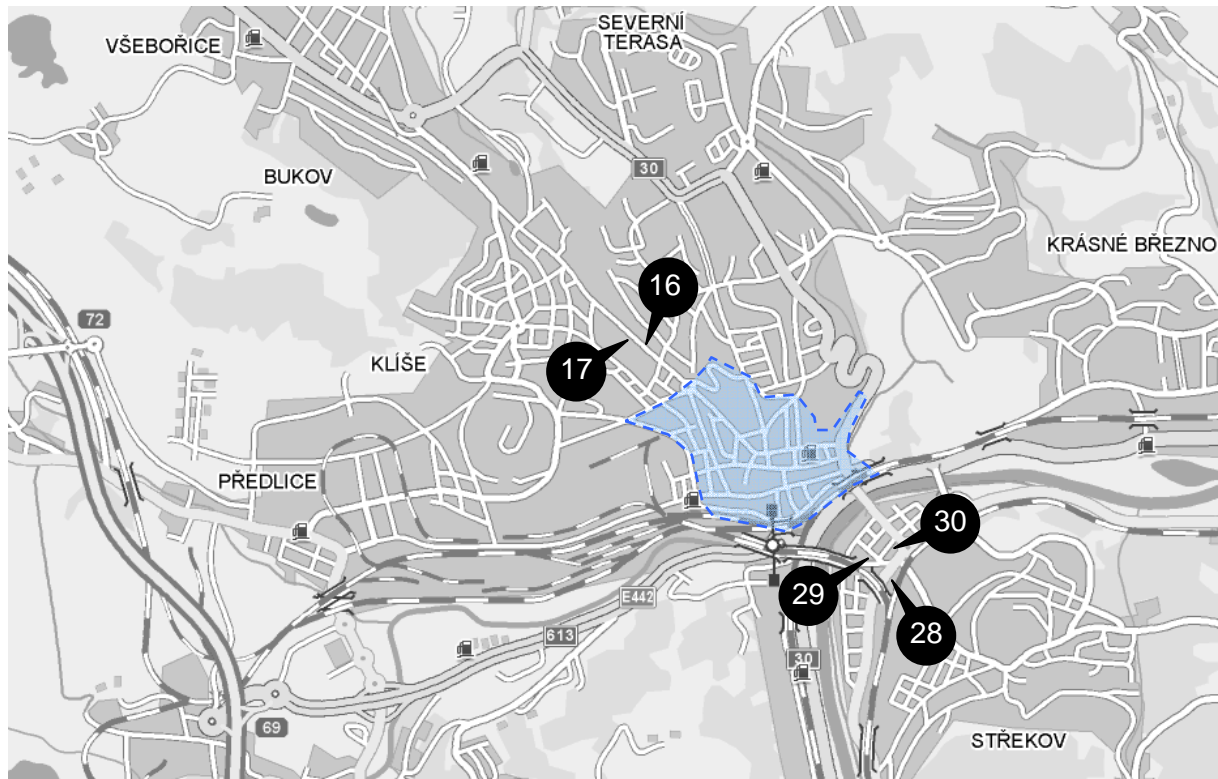 SEVERNÍ
TERASA
VŠEBOŘICE
30
BUKOV
KRÁSNÉ BŘEZNO
16
72
KLÍŠE
17
PŘEDLICE
30
29
E442
28
613
30
69
STŘEKOV